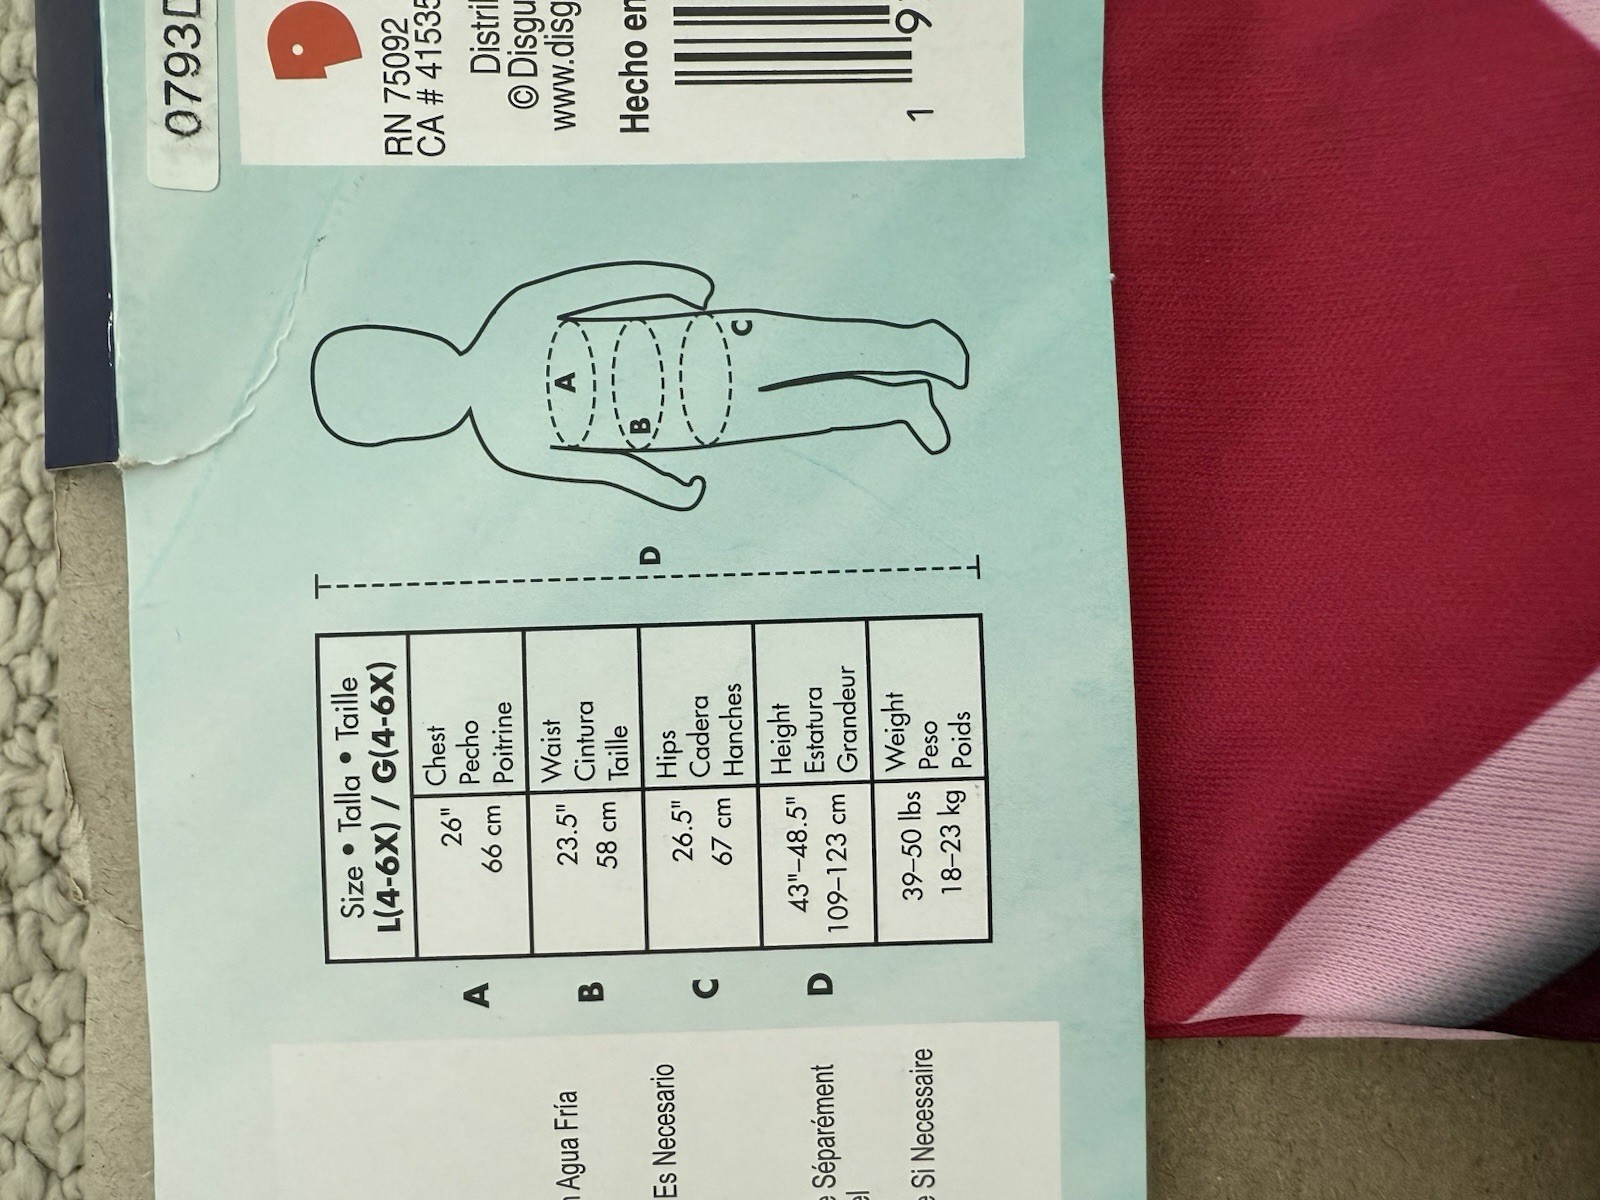 0793D
RN 75092
CA # 41535
Distri
© Disgu
www.disg
Hecho en
1 9
A
B
C
D
Size • Talla • Taille
L(4-6X) / G(4-6X)
A
26"
66 cm
Chest
Pecho
Poitrine
B
23.5"
58 cm
Waist
Cintura
Taille
C
26.5"
67 cm
Hips
Cadera
Hanches
D
43"–48.5"
109–123 cm
Height
Estatura
Grandeur
39–50 lbs
18–23 kg
Weight
Peso
Poids
Agua Fría
Es Necesario
Séparément
el
Si Necessaire